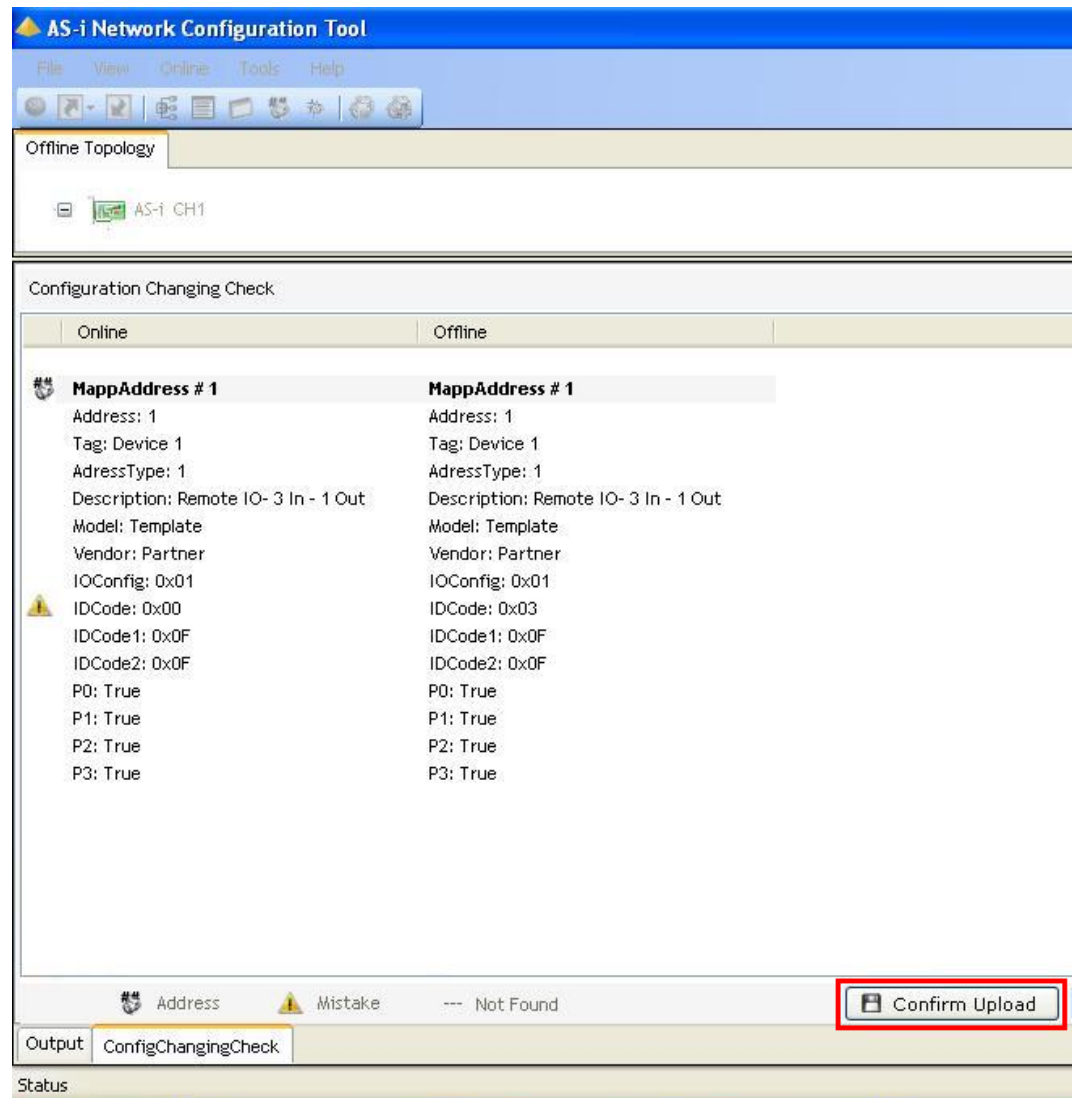 AS-i Network Configuration Tool
File View Online Tools Help
Offline Topology
AS-i CH1
Configuration Changing Check
Online Offline
MappAddress # 1 MappAddress # 1
Address: 1 Address: 1
Tag: Device 1 Tag: Device 1
AdressType: 1 AdressType: 1
Description: Remote IO- 3 In - 1 Out Description: Remote IO- 3 In - 1 Out
Model: Template Model: Template
Vendor: Partner Vendor: Partner
IOConfig: 0x01 IOConfig: 0x01
IDCode: 0x00 IDCode: 0x03
IDCode1: 0x0F IDCode1: 0x0F
IDCode2: 0x0F IDCode2: 0x0F
P0: True P0: True
P1: True P1: True
P2: True P2: True
P3: True P3: True
Address Mistake --- Not Found Confirm Upload
Output ConfigChangingCheck
Status